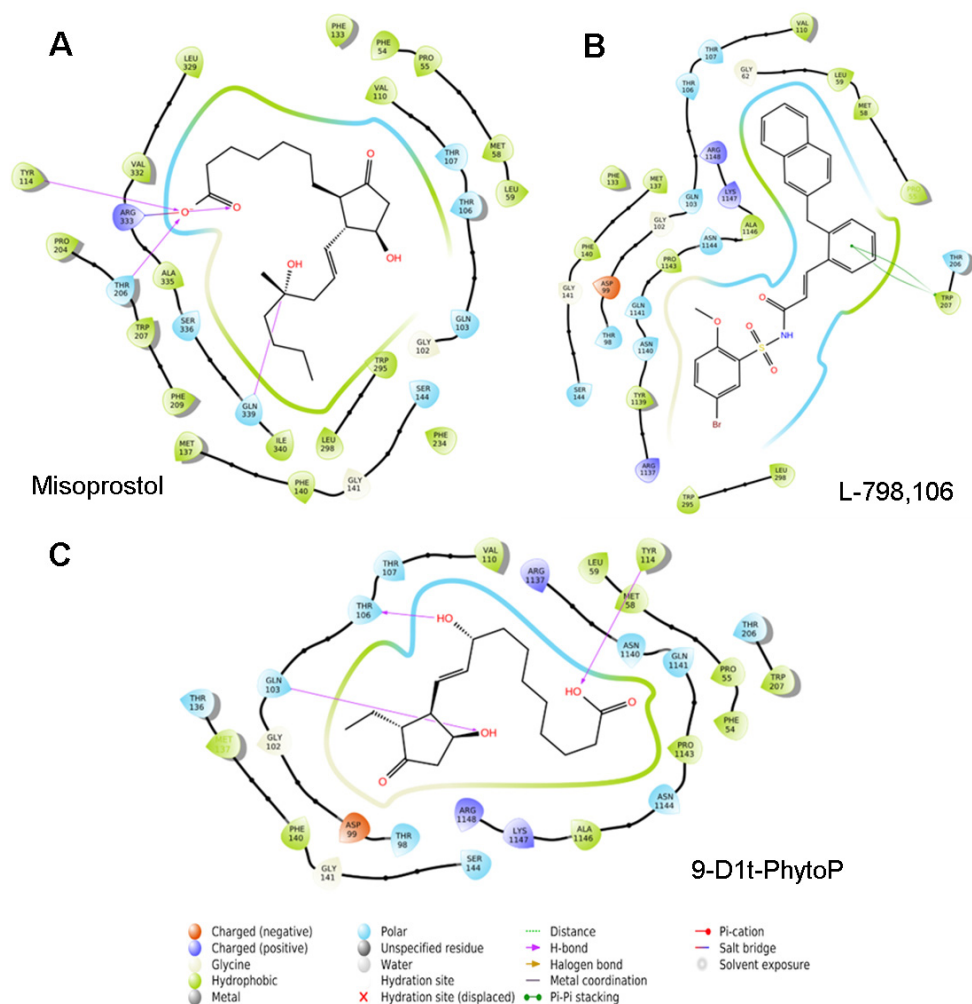 A
PHE
133
PHE
54
PRO
55
LEU
329
VAL
110
VAL
332
THR
107
MET
58
TYR
114
ARG
333
THR
106
LEU
59
O
O⁻
O
OH
OH
PRO
204
ALA
335
THR
206
SER
336
TRP
207
GLN
103
GLY
102
PHE
209
TRP
295
SER
144
GLN
339
ILE
340
LEU
298
PHE
234
MET
137
PHE
140
GLY
141
Misoprostol
B
VAL
110
THR
107
GLY
62
LEU
59
THR
106
MET
58
ARG
1148
LYS
1147
PHE
133
MET
137
GLN
103
ALA
1146
GLY
102
ASN
1144
PHE
140
PRO
1143
THR
206
GLY
141
ASP
99
GLN
1141
TRP
207
THR
98
ASN
1140
O
O
O
S
NH
O
TYR
1139
SER
144
Br
ARG
1137
LEU
298
TRP
295
L-798,106
C
THR
107
VAL
110
ARG
1137
LEU
59
TYR
114
THR
106
HO
MET
58
THR
206
ASN
1140
GLN
1141
GLN
103
PRO
55
TRP
207
THR
136
HO
O
PHE
54
MET
137
GLY
102
OH
PRO
1143
O
ASN
1144
ASP
99
ARG
1148
PHE
140
THR
98
LYS
1147
ALA
1146
GLY
141
SER
144
9-D1t-PhytoP
Charged (negative)
Charged (positive)
Glycine
Hydrophobic
Metal
Polar
Unspecified residue
Water
Hydration site
Hydration site (displaced)
Distance
H-bond
Halogen bond
Metal coordination
Pi-Pi stacking
Pi-cation
Salt bridge
Solvent exposure